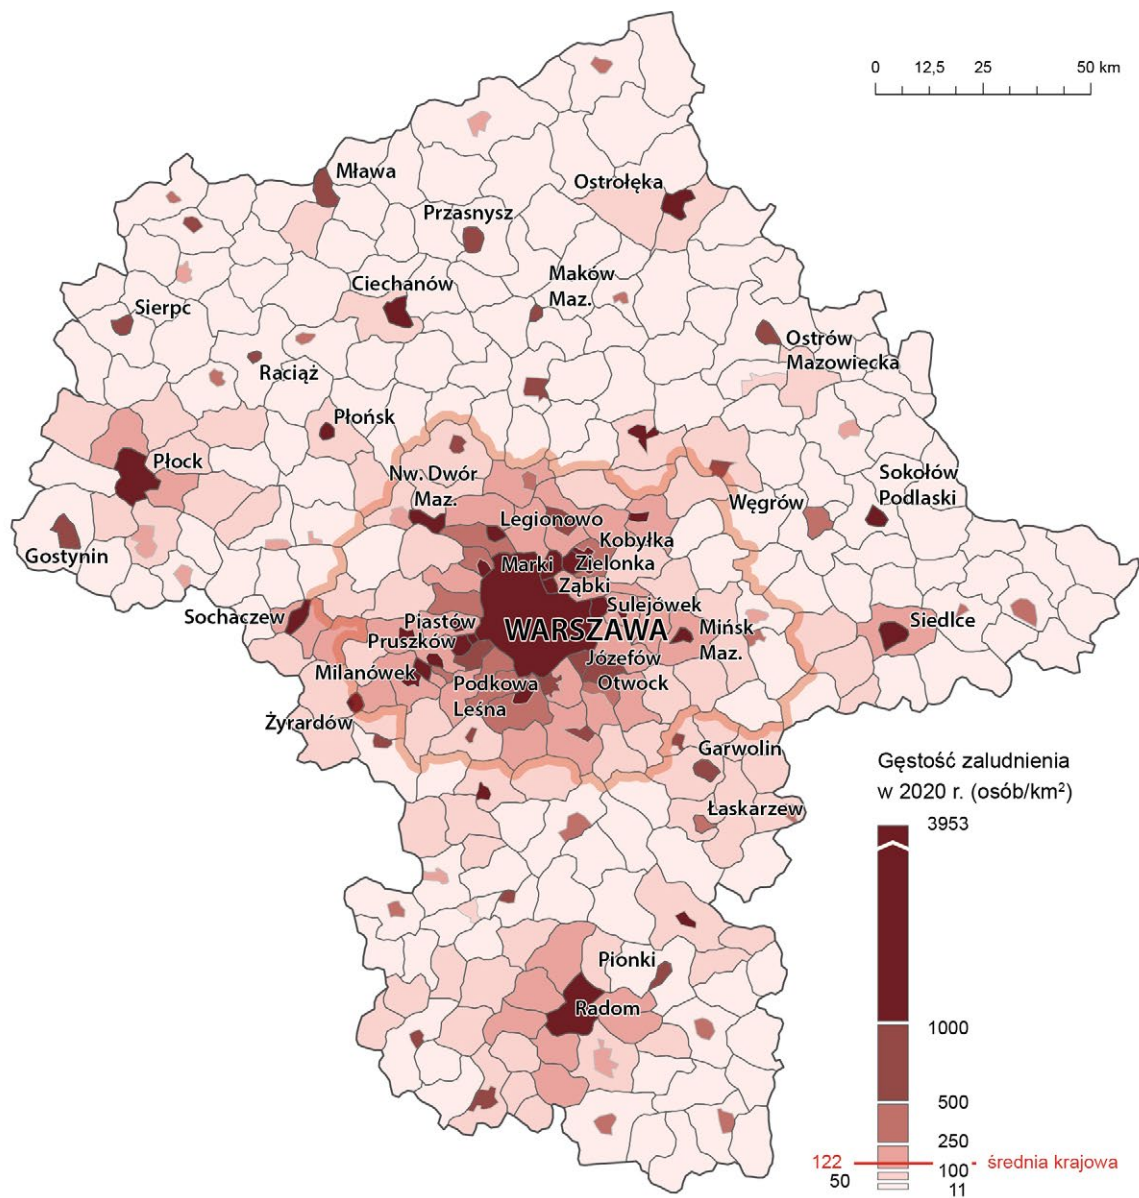 0 12,5 25 50 km
Mława
Ostrołęka
Przasnysz
Maków
Maz.
Ciechanów
Sierpc
Ostrów
Mazowiecka
Raciąż
Płońsk
Płock
Nw. Dwór
Maz.
Sokołów
Podlaski
Węgrów
Legionowo
Kobyłka
Gostynin
Marki
Zielonka
Ząbki
Sochaczew
Sulejówek
Piastów
WARSZAWA
Mińsk
Maz.
Siedlce
Pruszków
Józefów
Milanówek
Podkowa
Leśna
Otwock
Żyrardów
Garwolin
Łaskarzew
Pionki
Radom
Gęstość zaludnienia
w 2020 r. (osób/km²)
3953
1000
500
250
122
średnia krajowa
100
50
11